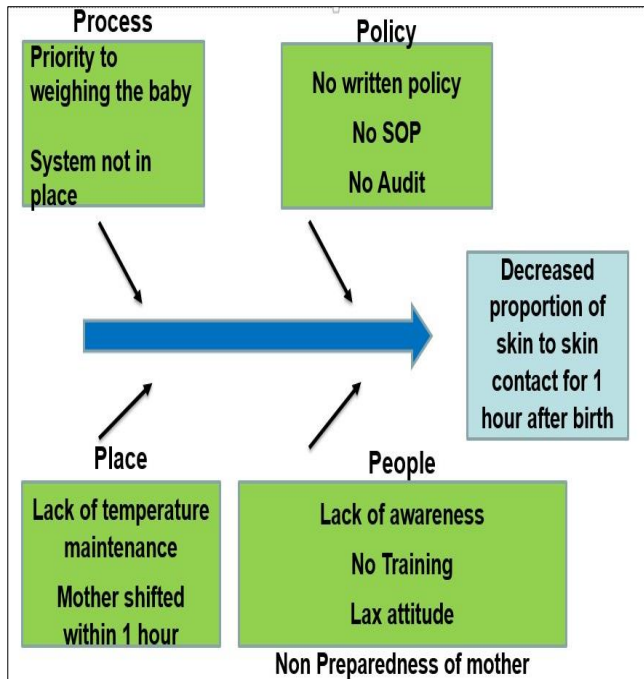 Process
Priority to
weighing the baby
System not in
place
Policy
No written policy
No SOP
No Audit
Decreased
proportion of
skin to skin
contact for 1
hour after birth
Place
Lack of temperature
maintenance
Mother shifted
within 1 hour
People
Lack of awareness
No Training
Lax attitude
Non Preparedness of mother